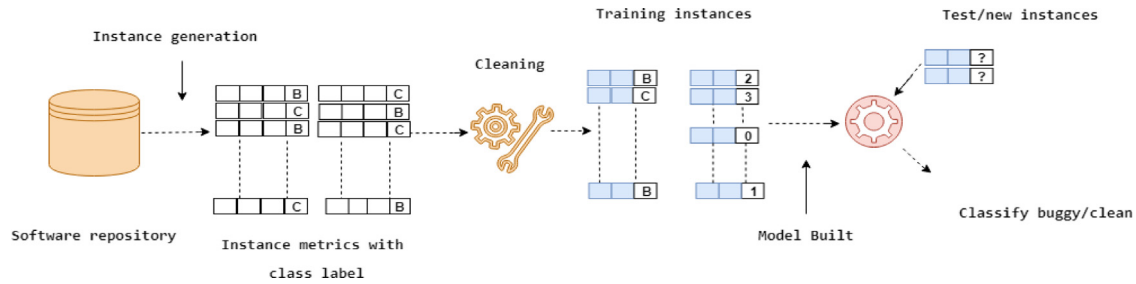 Training instances
Test/new instances
Instance generation
Cleaning
B
C
B
C
B
C
C
B
B
C
B
2
3
0
1
?
?
B
C
Software repository
Instance metrics with
class label
Model Built
Classify buggy/clean